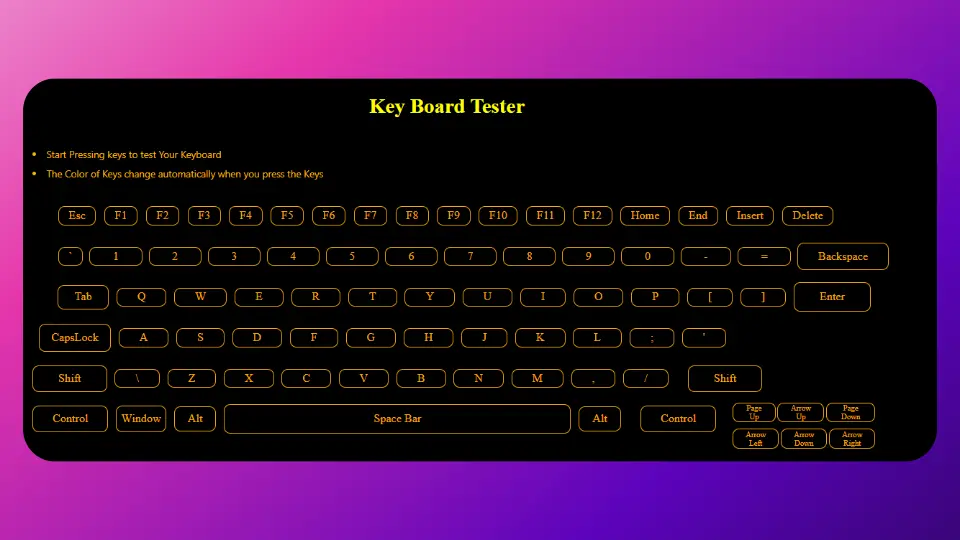 Key Board Tester
Start Pressing keys to test Your Keyboard
The Color of Keys change automatically when you press the Keys
Esc F1 F2 F3 F4 F5 F6 F7 F8 F9 F10 F11 F12 Home End Insert Delete
` 1 2 3 4 5 6 7 8 9 0 - = Backspace
Tab Q W E R T Y U I O P [ ] Enter
CapsLock A S D F G H J K L ; '
Shift \ Z X C V B N M , / Shift
Control Window Alt Space Bar Alt Control
Page Up Arrow Up Page Down
Arrow Left Arrow Down Arrow Right